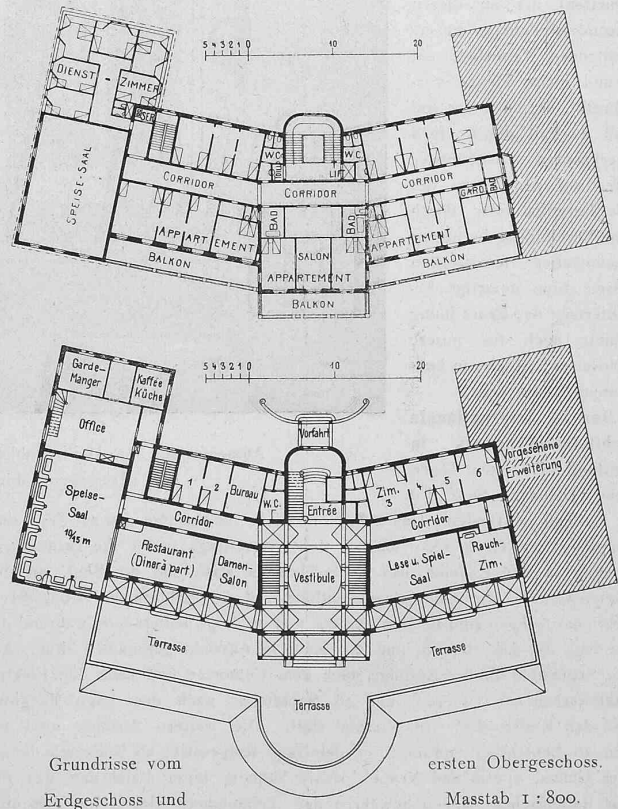 5 4 3 2 1 0 10 20
DIENST - ZIMMER
SPEISE-SAAL
W.C. W.C.
LIFT
CORRIDOR CORRIDOR CORRIDOR
BAD BAD GARD. BAD
APPARTEMENT SALON APPARTEMENT
APPARTEMENT
BALKON BALKON
BALKON
5 4 3 2 1 0 10 20
Garde-
Manger
Kaffee
Küche
Vorfahrt
Office
Vorgesehene
Erweiterung
1 2 Bureau W.C. Entrée Zim. 3 4 5 6
Speise-
Saal
10/15 m
Corridor Corridor
Restaurant
(Diner à part)
Damen-
Salon
Vestibule
Lese u. Spiel-
Saal
Rauch-
Zim.
Terrasse Terrasse
Terrasse
Grundrisse vom ersten Obergeschoss.
Erdgeschoss und Masstab 1 : 800.